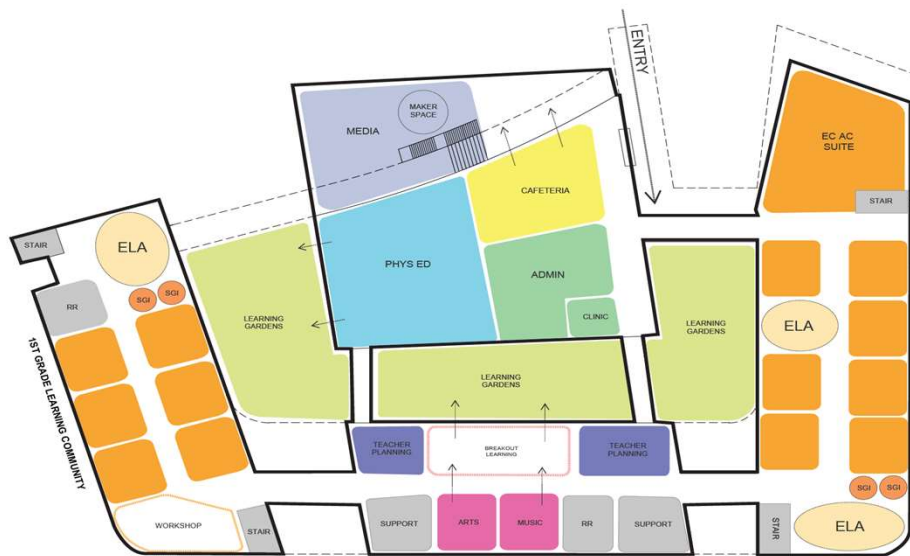 ENTRY
MAKER
SPACE
MEDIA
EC AC
SUITE
CAFETERIA
STAIR
STAIR
ELA
PHYS ED
ADMIN
RR
SGI
SGI
CLINIC
LEARNING
GARDENS
LEARNING
GARDENS
ELA
LEARNING
GARDENS
1ST GRADE LEARNING COMMUNITY
TEACHER
PLANNING
BREAKOUT
LEARNING
TEACHER
PLANNING
SGI
SGI
WORKSHOP
STAIR
SUPPORT
ARTS
MUSIC
RR
SUPPORT
STAIR
ELA